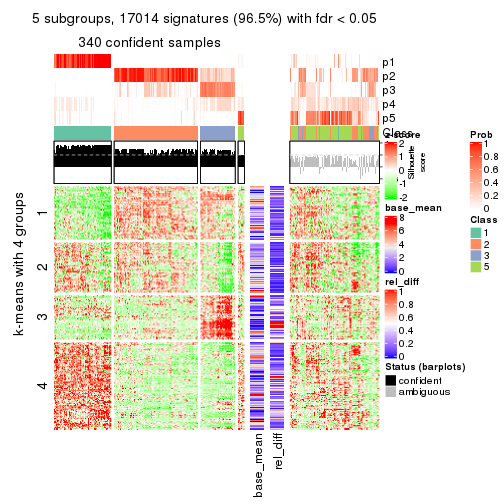 5 subgroups, 17014 signatures (96.5%) with fdr < 0.05
340 confident samples
p1
p2
p3
p4
p5
Class
z-score
2
1
0
-1
-2
Silhouette
score
base_mean
8
6
4
2
0
rel_diff
1
0.8
0.6
0.4
0.2
0
Status (barplots)
confident
ambiguous
Prob
1
0.8
0.6
0.4
0.2
0
Class
1
2
3
5
k-means with 4 groups
1
2
3
4
base_mean
rel_diff